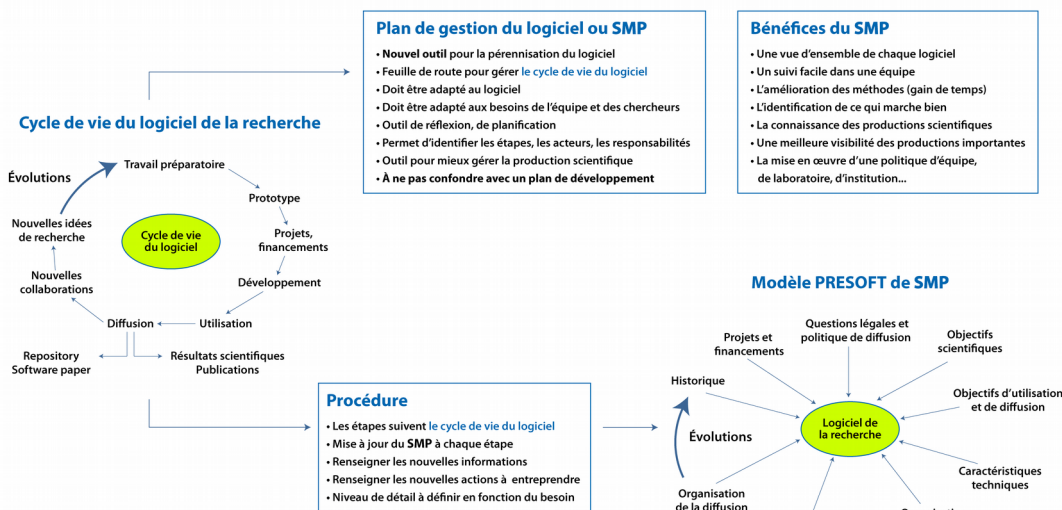 Plan de gestion du logiciel ou SMP
• Nouvel outil pour la pérennisation du logiciel
• Feuille de route pour gérer le cycle de vie du logiciel
• Doit être adapté au logiciel
• Doit être adapté aux besoins de l'équipe et des chercheurs
• Outil de réflexion, de planification
• Permet d'identifier les étapes, les acteurs, les responsabilités
• Outil pour mieux gérer la production scientifique
• À ne pas confondre avec un plan de développement
Bénéfices du SMP
• Une vue d'ensemble de chaque logiciel
• Un suivi facile dans une équipe
• L'amélioration des méthodes (gain de temps)
• L'identification de ce qui marche bien
• La connaissance des productions scientifiques
• Une meilleure visibilité des productions importantes
• La mise en œuvre d'une politique d'équipe,
de laboratoire, d'institution...
Cycle de vie du logiciel de la recherche
Travail préparatoire
Évolutions
Prototype
Nouvelles idées
de recherche
Cycle de vie
du logiciel
Projets,
financements
Nouvelles
collaborations
Développement
Diffusion
Utilisation
Repository
Software paper
Résultats scientifiques
Publications
Procédure
• Les étapes suivent le cycle de vie du logiciel
• Mise à jour du SMP à chaque étape
• Renseigner les nouvelles informations
• Renseigner les nouvelles actions à entreprendre
• Niveau de détail à définir en fonction du besoin
Modèle PRESOFT de SMP
Questions légales et
politique de diffusion
Projets et
financements
Objectifs
scientifiques
Historique
Objectifs d'utilisation
et de diffusion
Logiciel de
la recherche
Évolutions
Caractéristiques
techniques
Organisation
de la diffusion